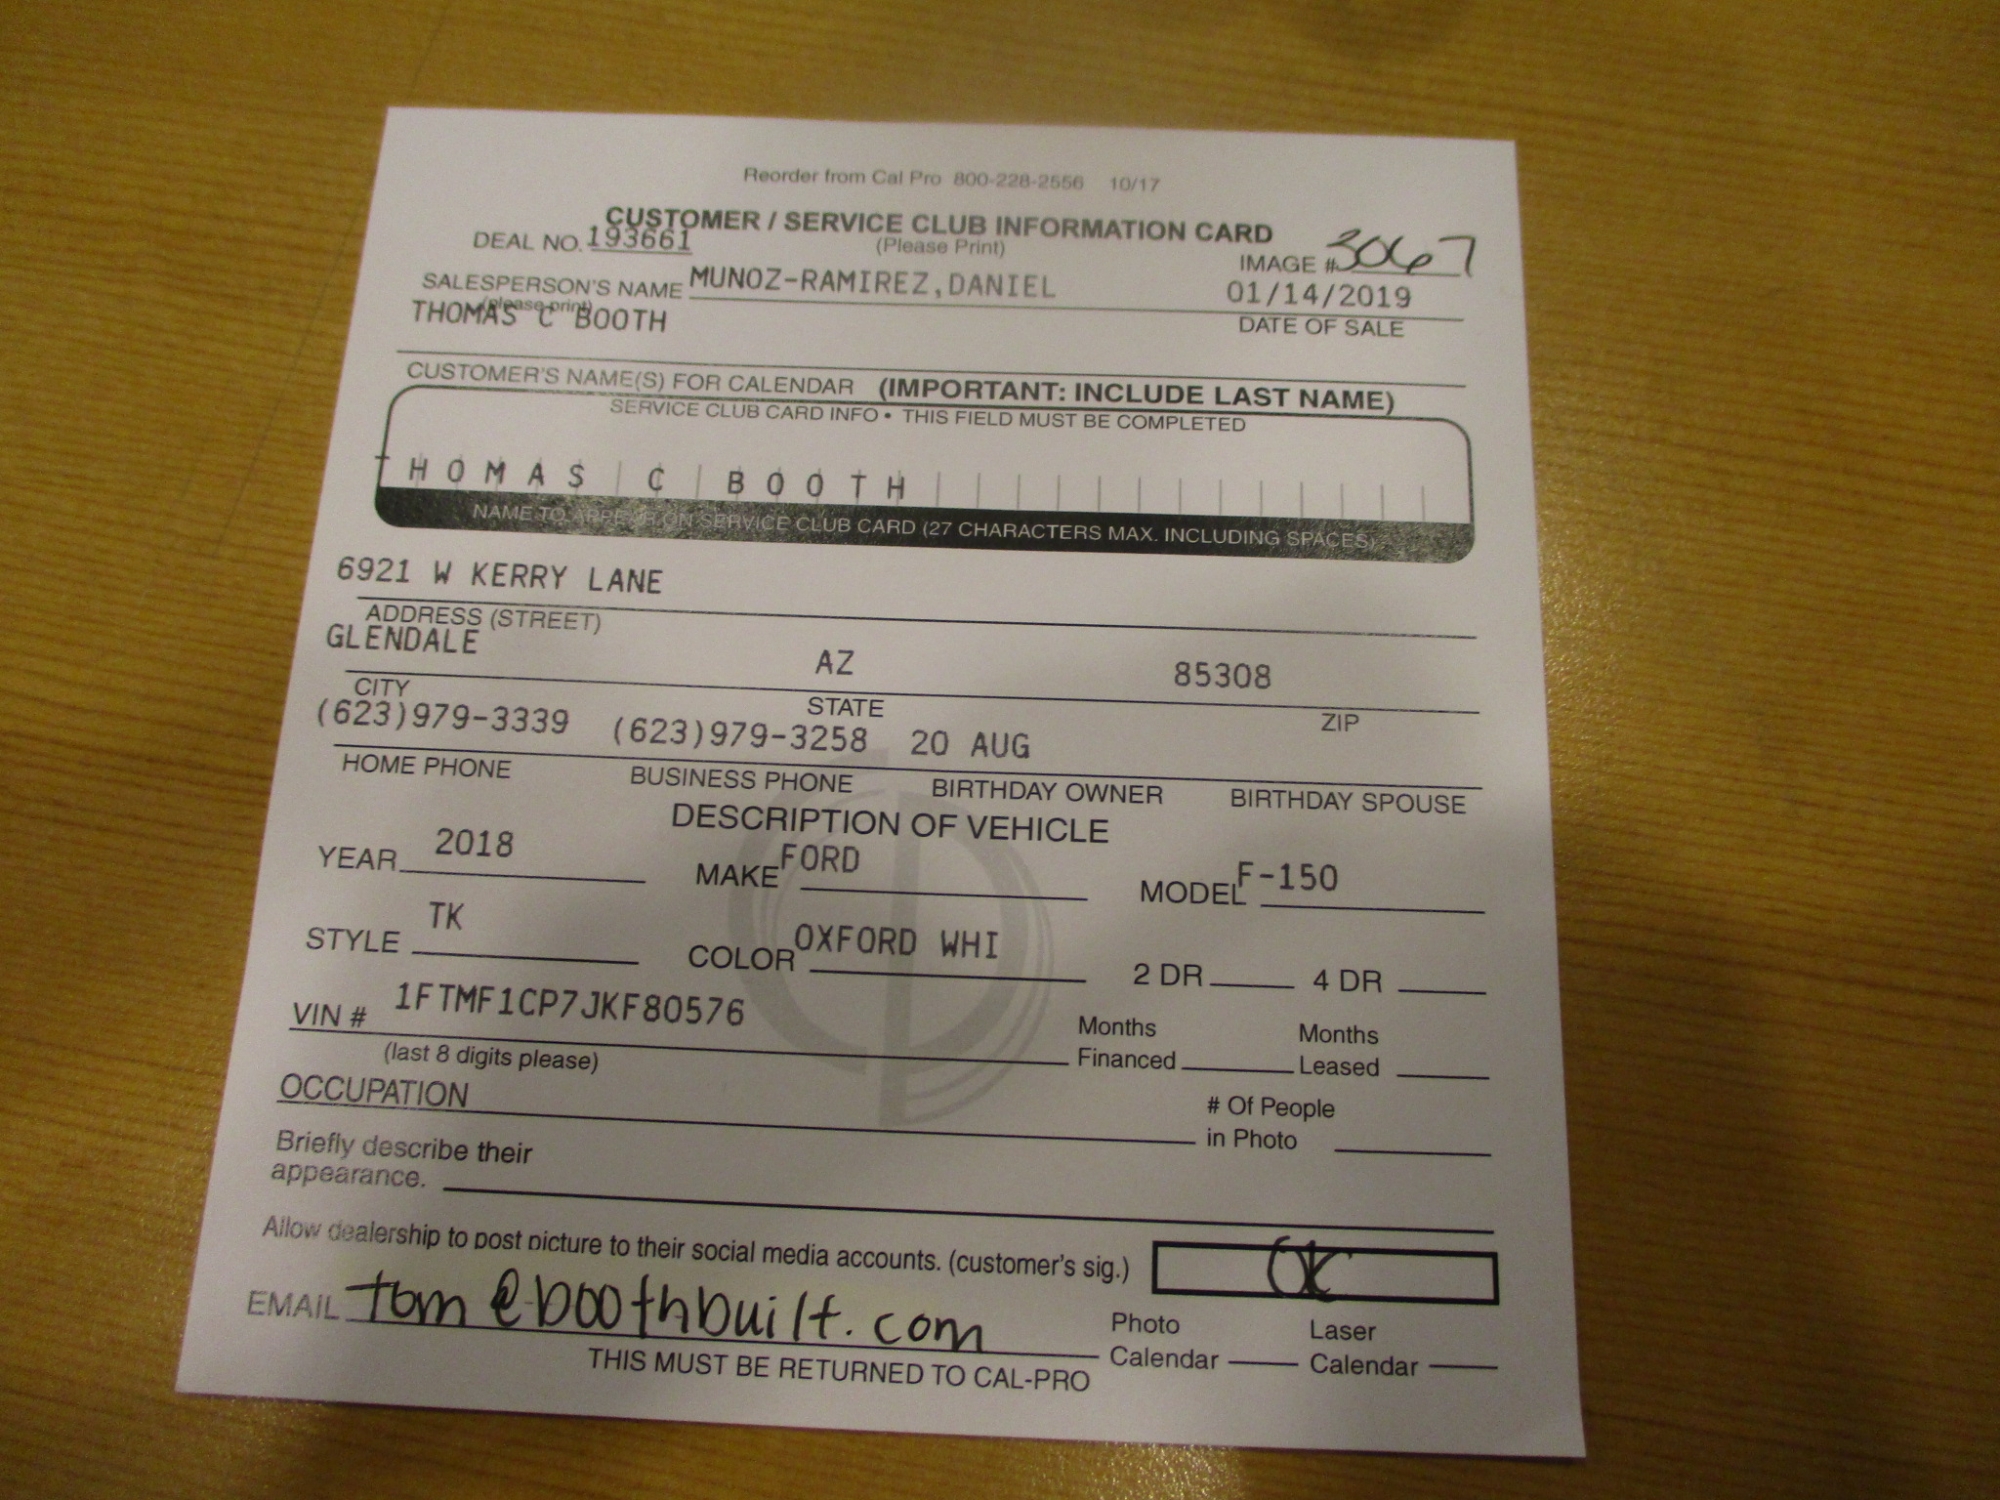 Reorder from Cal Pro 800-228-2556 10/17
CUSTOMER / SERVICE CLUB INFORMATION CARD
DEAL NO. 193661 (Please Print)
IMAGE # 3067
SALESPERSON'S NAME MUNOZ-RAMIREZ,DANIEL 01/14/2019
(please print) DATE OF SALE
THOMAS C BOOTH
CUSTOMER'S NAME(S) FOR CALENDAR (IMPORTANT: INCLUDE LAST NAME)
SERVICE CLUB CARD INFO • THIS FIELD MUST BE COMPLETED
THOMAS C BOOTH
NAME TO APPEAR ON SERVICE CLUB CARD (27 CHARACTERS MAX. INCLUDING SPACES)
6921 W KERRY LANE
ADDRESS (STREET)
GLENDALE AZ 85308
CITY STATE ZIP
(623)979-3339 (623)979-3258 20 AUG
HOME PHONE BUSINESS PHONE BIRTHDAY OWNER BIRTHDAY SPOUSE
DESCRIPTION OF VEHICLE
YEAR 2018 MAKE FORD MODEL F-150
STYLE TK COLOR OXFORD WHI 2 DR 4 DR
VIN # 1FTMF1CP7JKF80576
(last 8 digits please)
Months Financed Months Leased
OCCUPATION
# Of People in Photo
Briefly describe their
appearance.
Allow dealership to post picture to their social media accounts. (customer's sig.) OK
EMAIL tom@boothbuilt.com
Photo Calendar Laser Calendar
THIS MUST BE RETURNED TO CAL-PRO